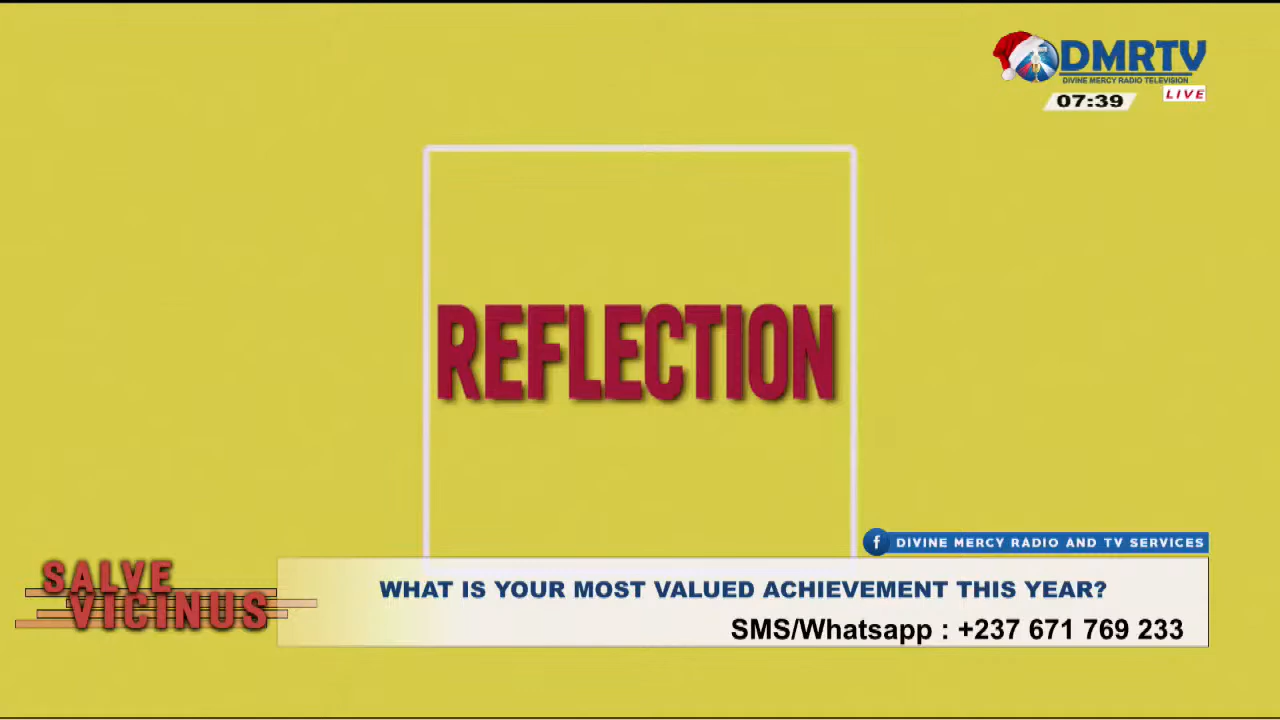 DMRTV
DIVINE MERCY RADIO TELEVISION
LIVE
07:39
REFLECTION
f DIVINE MERCY RADIO AND TV SERVICES
SALVE
VICINUS
WHAT IS YOUR MOST VALUED ACHIEVEMENT THIS YEAR?
SMS/Whatsapp : +237 671 769 233